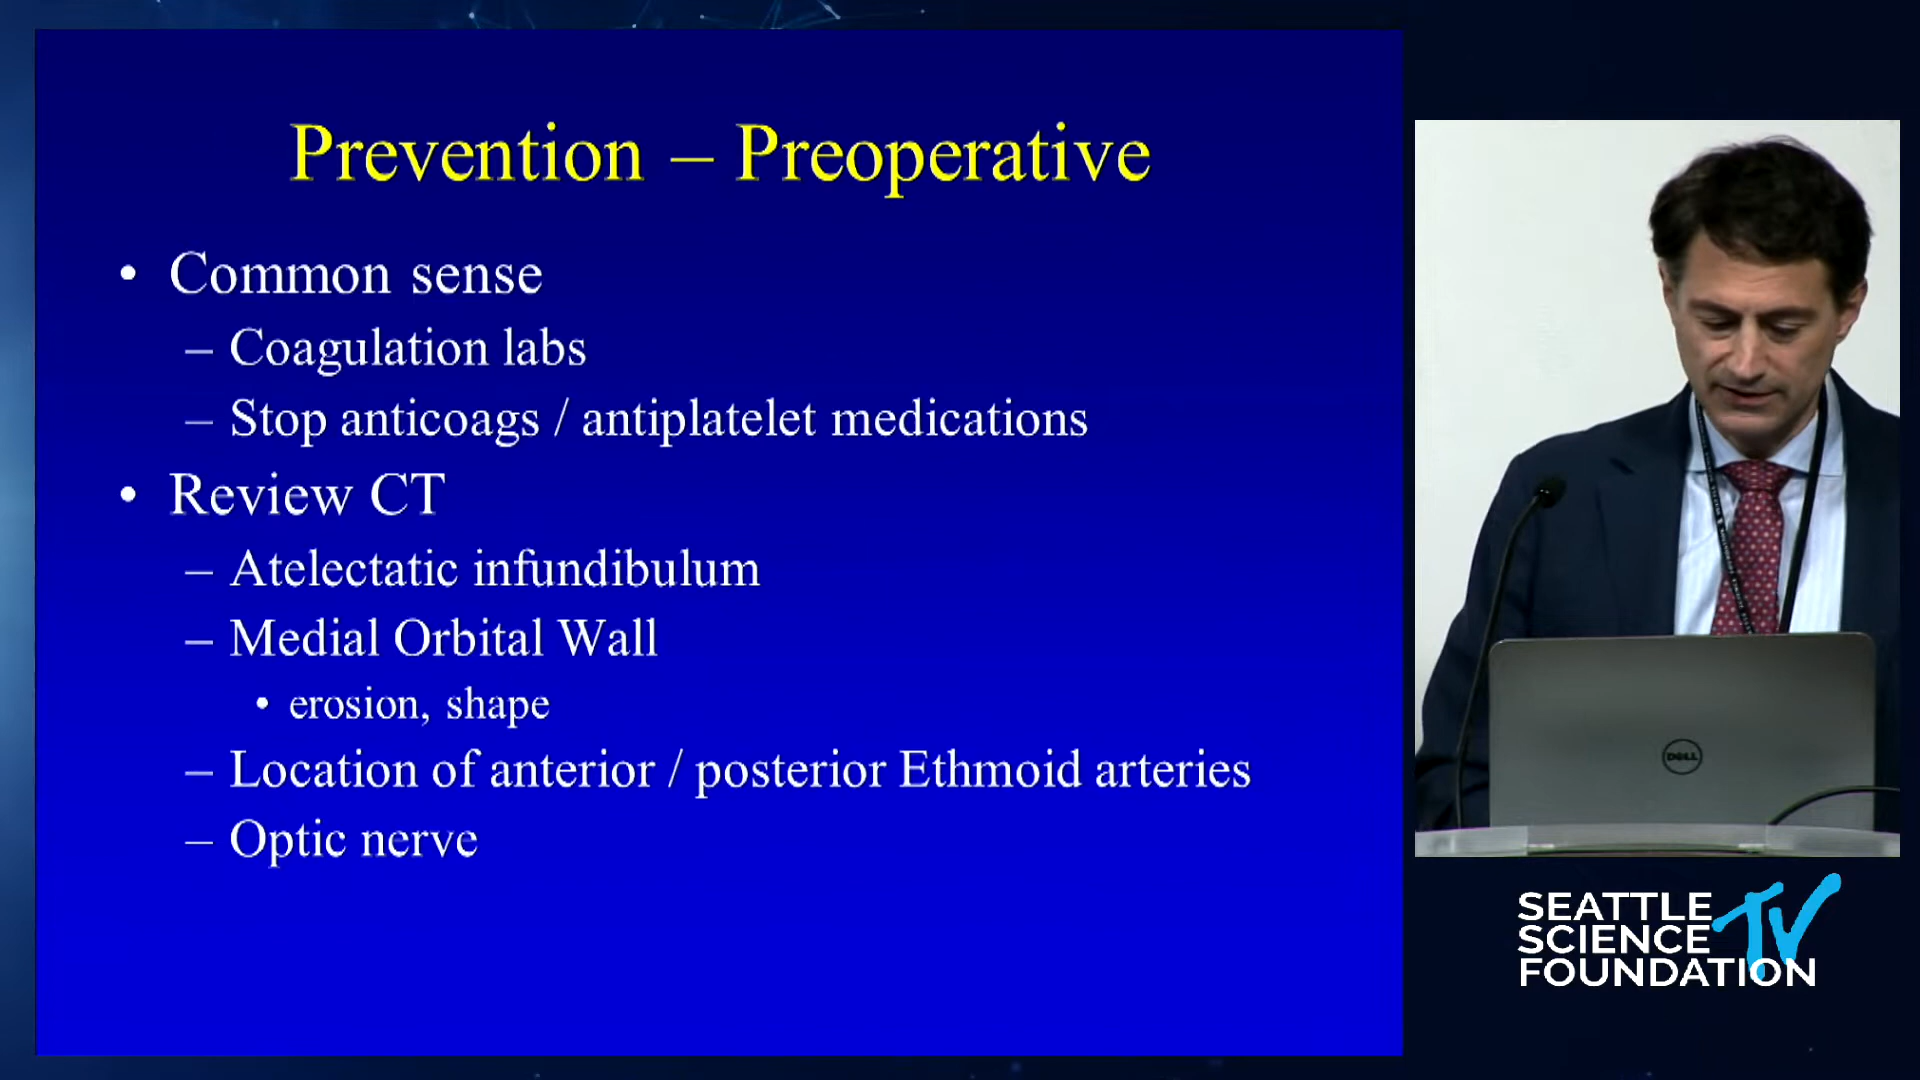 Prevention – Preoperative
• Common sense
– Coagulation labs
– Stop anticoags / antiplatelet medications
• Review CT
– Atelectatic infundibulum
– Medial Orbital Wall
• erosion, shape
– Location of anterior / posterior Ethmoid arteries
– Optic nerve
DELL
SEATTLE
SCIENCE
FOUNDATION
TV